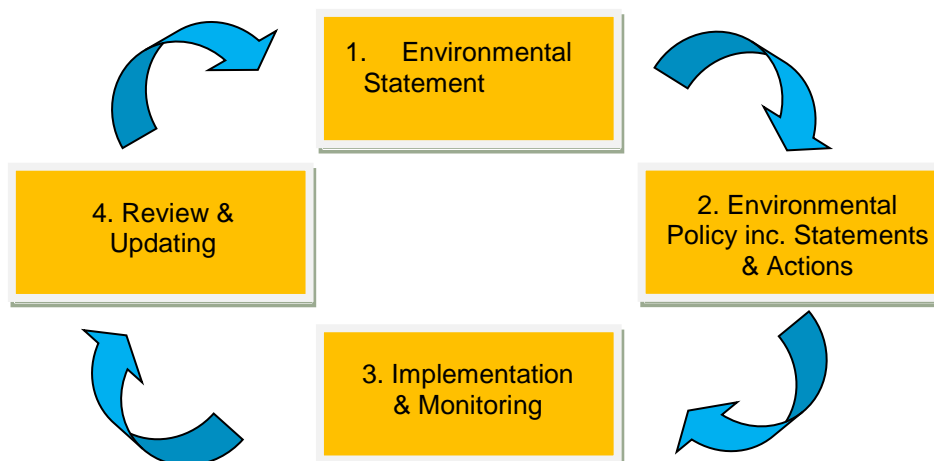 1. Environmental
Statement
2. Environmental
Policy inc. Statements
& Actions
3. Implementation
& Monitoring
4. Review &
Updating